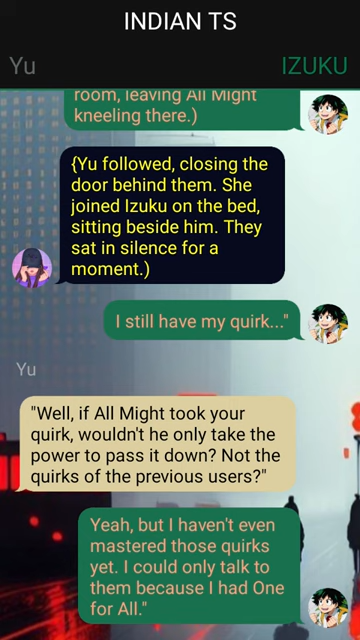 INDIAN TS
Yu
IZUKU
room, leaving All Might
kneeling there.)
{Yu followed, closing the
door behind them. She
joined Izuku on the bed,
sitting beside him. They
sat in silence for a
moment.)
I still have my quirk..."
Yu
"Well, if All Might took your
quirk, wouldn't he only take the
power to pass it down? Not the
quirks of the previous users?"
Yeah, but I haven't even
mastered those quirks
yet. I could only talk to
them because I had One
for All."